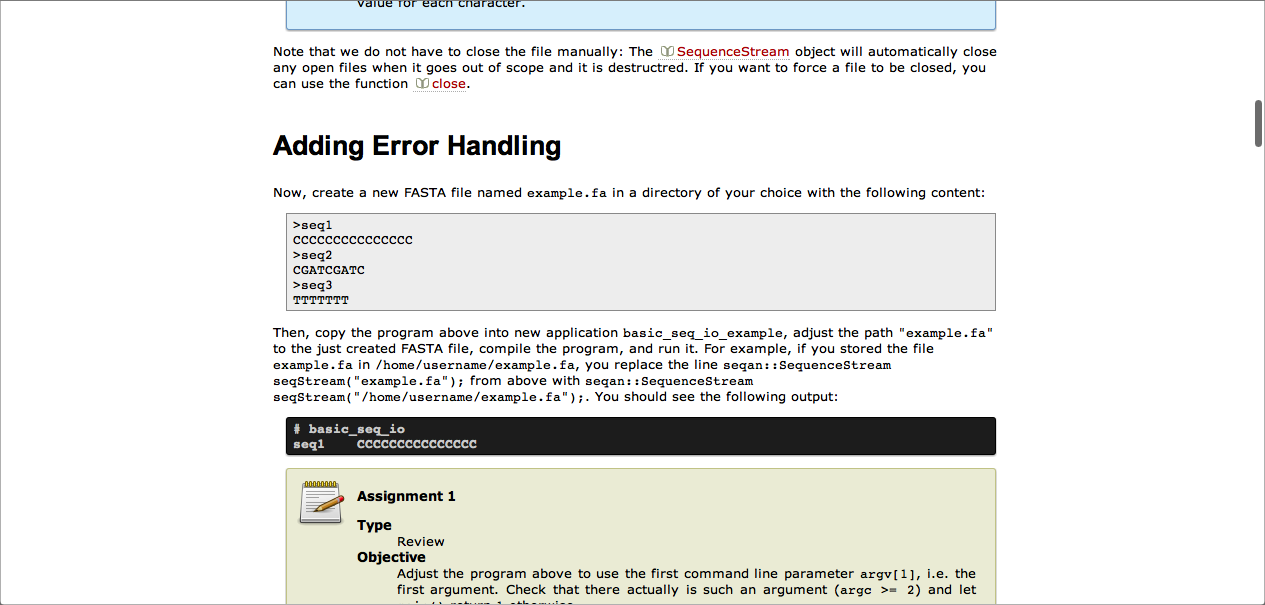 value for each character.
Note that we do not have to close the file manually: The SequenceStream object will automatically close
any open files when it goes out of scope and it is destructred. If you want to force a file to be closed, you
can use the function close.
Adding Error Handling
Now, create a new FASTA file named example.fa in a directory of your choice with the following content:
>seq1
CCCCCCCCCCCCCCC
>seq2
CGATCGATC
>seq3
TTTTTTT
Then, copy the program above into new application basic_seq_io_example, adjust the path "example.fa"
to the just created FASTA file, compile the program, and run it. For example, if you stored the file
example.fa in /home/username/example.fa, you replace the line seqan::SequenceStream
seqStream("example.fa"); from above with seqan::SequenceStream
seqStream("/home/username/example.fa");. You should see the following output:
# basic_seq_io
seq1    CCCCCCCCCCCCCCC
Assignment 1
Type
Review
Objective
Adjust the program above to use the first command line parameter argv[1], i.e. the
first argument. Check that there actually is such an argument (argc >= 2) and let
return 1 otherwise